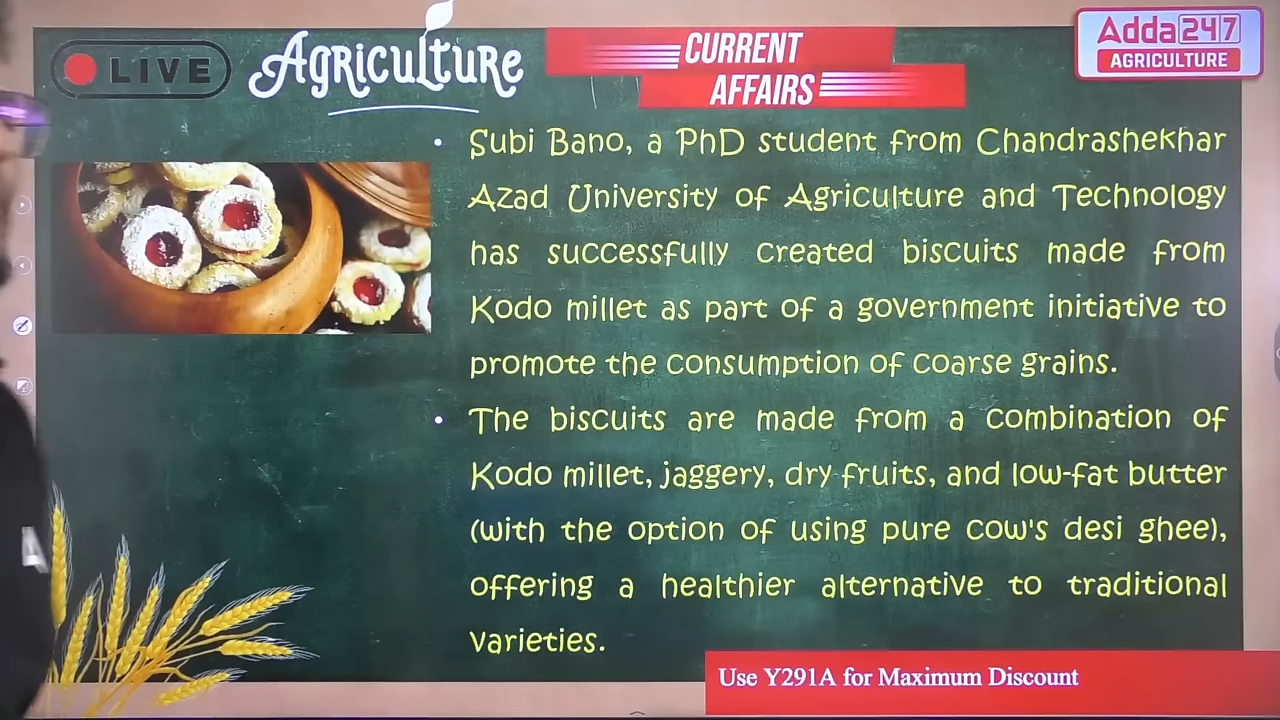 LIVE
Agriculture
CURRENT
AFFAIRS
Adda247
AGRICULTURE
• Subi Bano, a PhD student from Chandrashekhar
Azad University of Agriculture and Technology
has successfully created biscuits made from
Kodo millet as part of a government initiative to
promote the consumption of coarse grains.
• The biscuits are made from a combination of
Kodo millet, jaggery, dry fruits, and low-fat butter
(with the option of using pure cow's desi ghee),
offering a healthier alternative to traditional
varieties.
Use Y291A for Maximum Discount